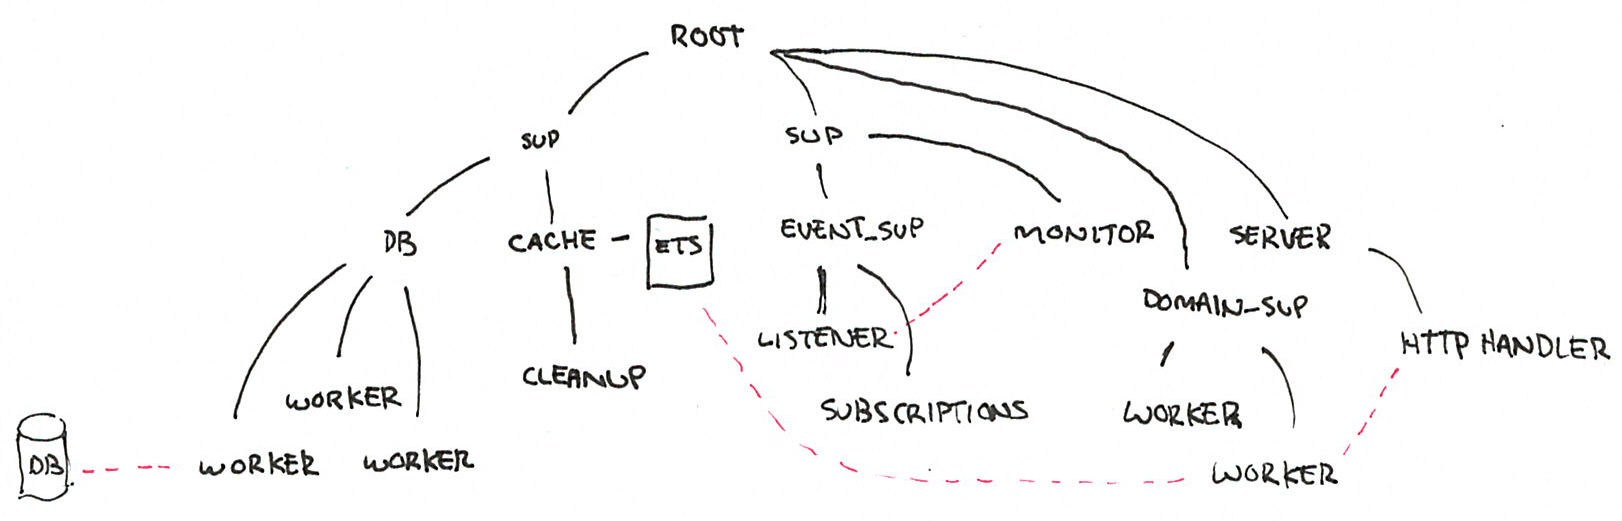 ROOT
SUP
SUP
DB
CACHE
ETS
EVENT_SUP
MONITOR
SERVER
DOMAIN_SUP
LISTENER
HTTP HANDLER
CLEANUP
WORKER
SUBSCRIPTIONS
WORKER
DB
WORKER
WORKER
WORKER